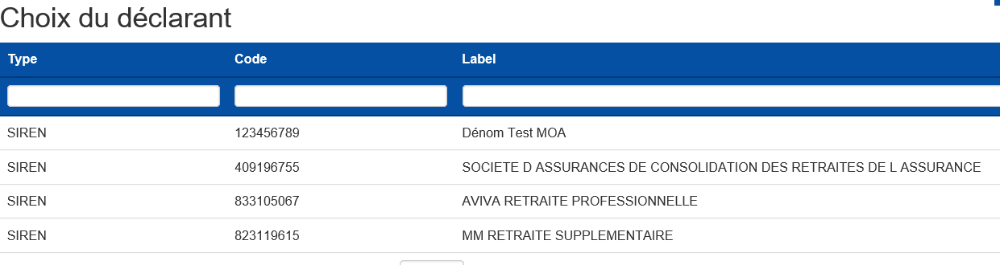 Choix du déclarant
Type Code Label
SIREN 123456789 Dénom Test MOA
SIREN 409196755 SOCIETE D ASSURANCES DE CONSOLIDATION DES RETRAITES DE L ASSURANCE
SIREN 833105067 AVIVA RETRAITE PROFESSIONNELLE
SIREN 823119615 MM RETRAITE SUPPLEMENTAIRE